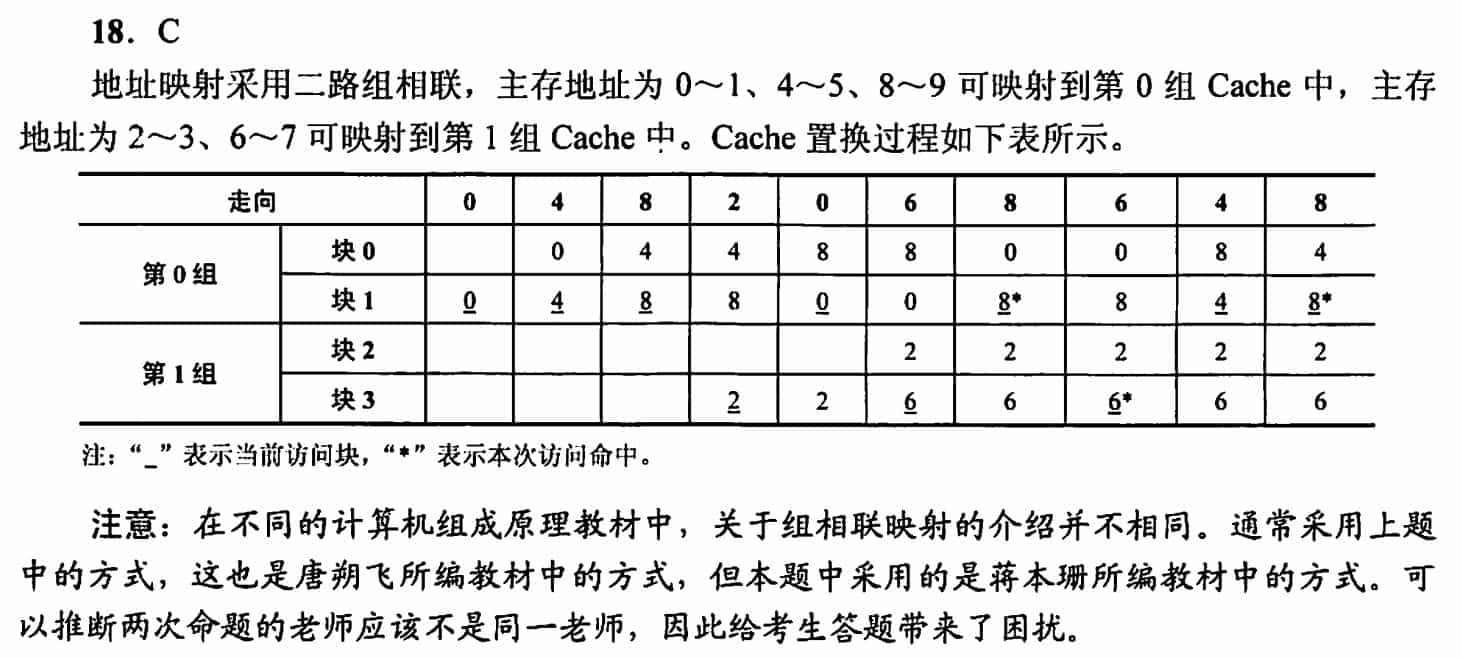 18. C
地址映射采用二路组相联，主存地址为 0～1、4～5、8～9 可映射到第 0 组 Cache 中，主存
地址为 2～3、6～7 可映射到第 1 组 Cache 中。Cache 置换过程如下表所示。
走向 0 4 8 2 0 6 8 6 4 8
第 0 组 块 0 0 4 4 8 8 0 0 8 4
块 1 0 4 8 8 0 0 8* 8 4 8*
第 1 组 块 2 2 2 2 2 2
块 3 2 2 6 6 6* 6 6
注：“_”表示当前访问块，“*”表示本次访问命中。
注意：在不同的计算机组成原理教材中，关于组相联映射的介绍并不相同。通常采用上题
中的方式，这也是唐朔飞所编教材中的方式，但本题中采用的是蒋本珊所编教材中的方式。可
以推断两次命题的老师应该不是同一老师，因此给考生答题带来了困扰。